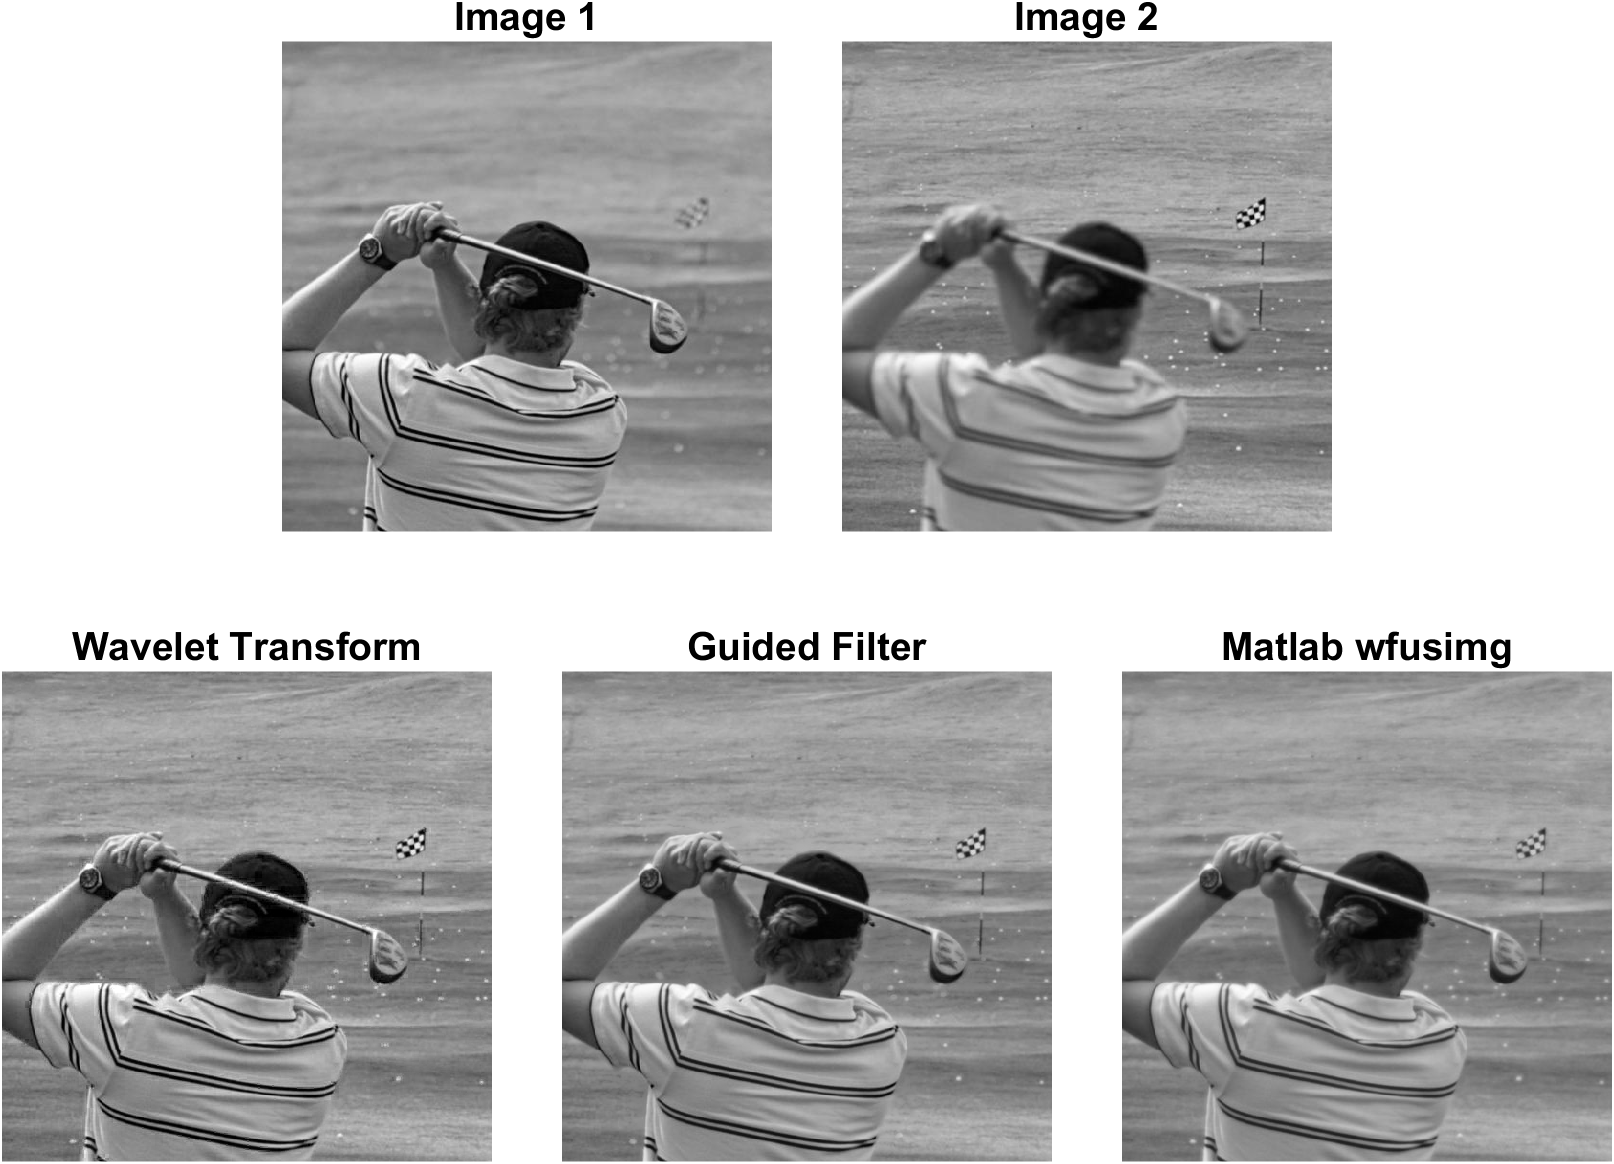 Image 1
Image 2
Wavelet Transform
Guided Filter
Matlab wfusimg